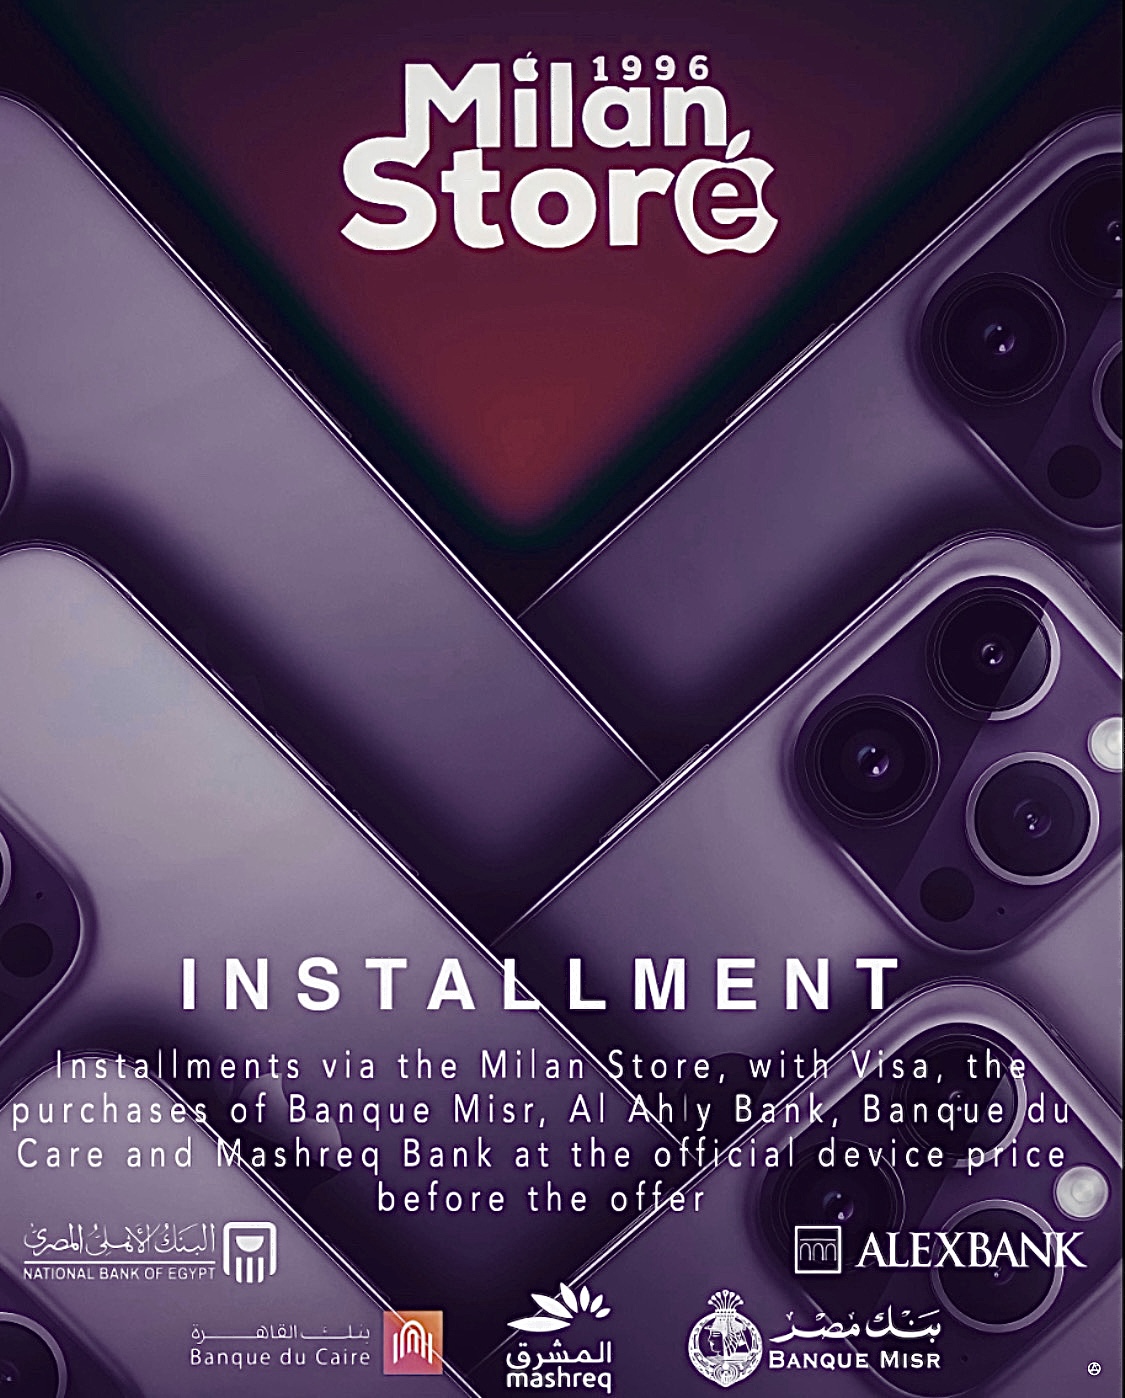 1996
Milan
Store
INSTALLMENT
Installments via the Milan Store, with Visa, the
purchases of Banque Misr, Al Ahly Bank, Banque du
Care and Mashreq Bank at the official device price
before the offer
البنك الأهلي المصري
NATIONAL BANK OF EGYPT
ALEXBANK
بنك القاهرة
Banque du Caire
المشرق
mashreq
بنك مصر
BANQUE MISR